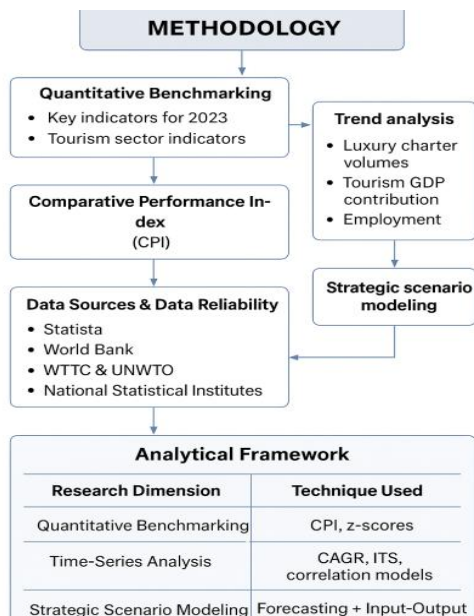 METHODOLOGY
Quantitative Benchmarking
• Key indicators for 2023
• Tourism sector indicators
Comparative Performance In-
dex
(CPI)
Data Sources & Data Reliability
• Statista
• World Bank
• WTTC & UNWTO
• National Statistical Institutes
Trend analysis
• Luxury charter
volumes
• Tourism GDP
contribution
• Employment
Strategic scenario
modeling
Analytical Framework
Research Dimension Technique Used
Quantitative Benchmarking CPI, z-scores
Time-Series Analysis CAGR, ITS,
correlation models
Strategic Scenario Modeling Forecasting + Input-Output